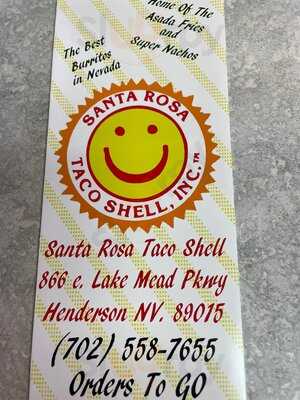 Home Of The
Asada Fries
and
Super Nachos
The Best
Burritos
in Nevada
SANTA ROSA
TACO SHELL, INC.™
Santa Rosa Taco Shell
866 e. Lake Mead Pkwy
Henderson NV. 89015
(702) 558-7655
Orders To GO